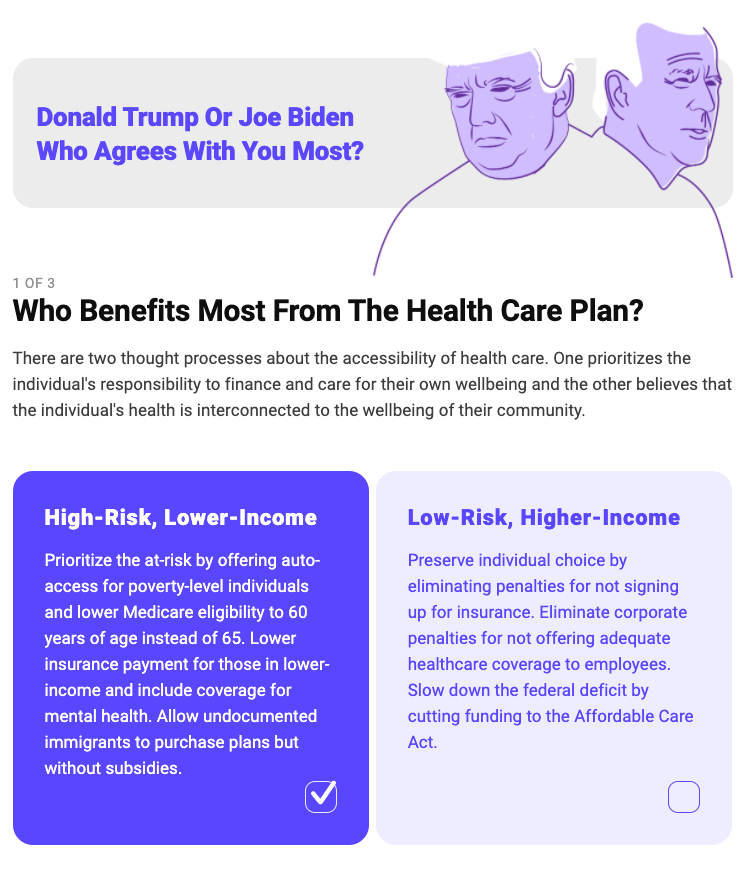 Donald Trump Or Joe Biden
Who Agrees With You Most?
1 OF 3
Who Benefits Most From The Health Care Plan?
There are two thought processes about the accessibility of health care. One prioritizes the
individual's responsibility to finance and care for their own wellbeing and the other believes that
the individual's health is interconnected to the wellbeing of their community.
High-Risk, Lower-Income
Prioritize the at-risk by offering auto-
access for poverty-level individuals
and lower Medicare eligibility to 60
years of age instead of 65. Lower
insurance payment for those in lower-
income and include coverage for
mental health. Allow undocumented
immigrants to purchase plans but
without subsidies.
Low-Risk, Higher-Income
Preserve individual choice by
eliminating penalties for not signing
up for insurance. Eliminate corporate
penalties for not offering adequate
healthcare coverage to employees.
Slow down the federal deficit by
cutting funding to the Affordable Care
Act.